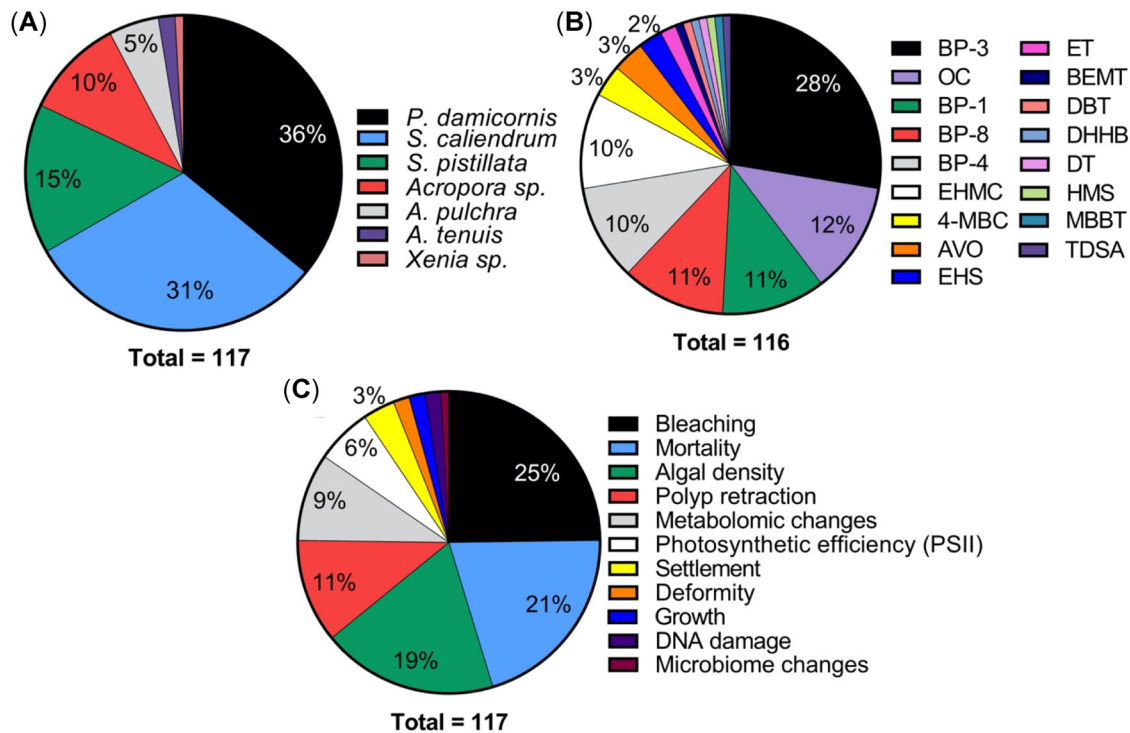 (A)
5%
10%
36%
15%
31%
P. damicornis
S. caliendrum
S. pistillata
Acropora sp.
A. pulchra
A. tenuis
Xenia sp.
Total = 117
(B)
2%
3%
3%
28%
10%
12%
10%
11%
11%
BP-3
OC
BP-1
BP-8
BP-4
EHMC
4-MBC
AVO
EHS
ET
BEMT
DBT
DHHB
DT
HMS
MBBT
TDSA
Total = 116
(C)
3%
6%
25%
9%
11%
21%
19%
Bleaching
Mortality
Algal density
Polyp retraction
Metabolomic changes
Photosynthetic efficiency (PSII)
Settlement
Deformity
Growth
DNA damage
Microbiome changes
Total = 117